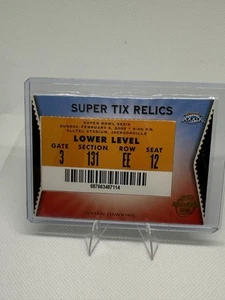 SUPER TIX RELICS
SUPER BOWL XXXIX
SUNDAY, FEBRUARY 6, 2005
ALLTEL STADIUM, JACKSONVILLE
LOWER LEVEL
GATE SECTION ROW SEAT
3 131 EE 12